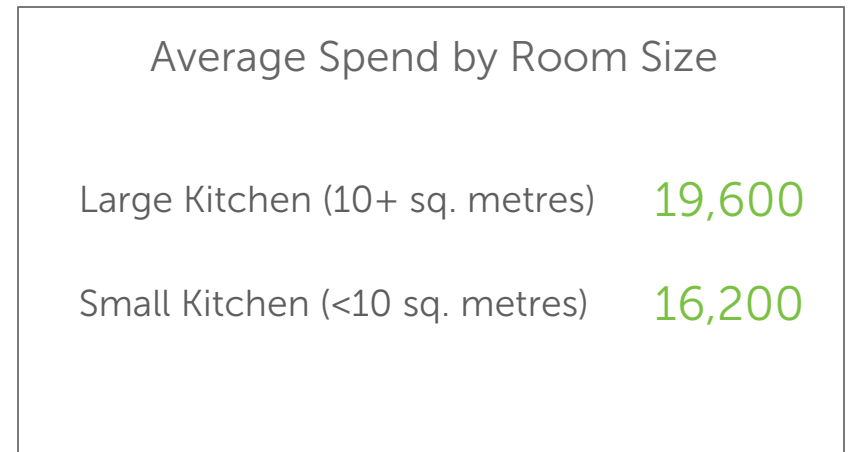 Average Spend by Room Size
Large Kitchen (10+ sq. metres) 19,600
Small Kitchen (<10 sq. metres) 16,200